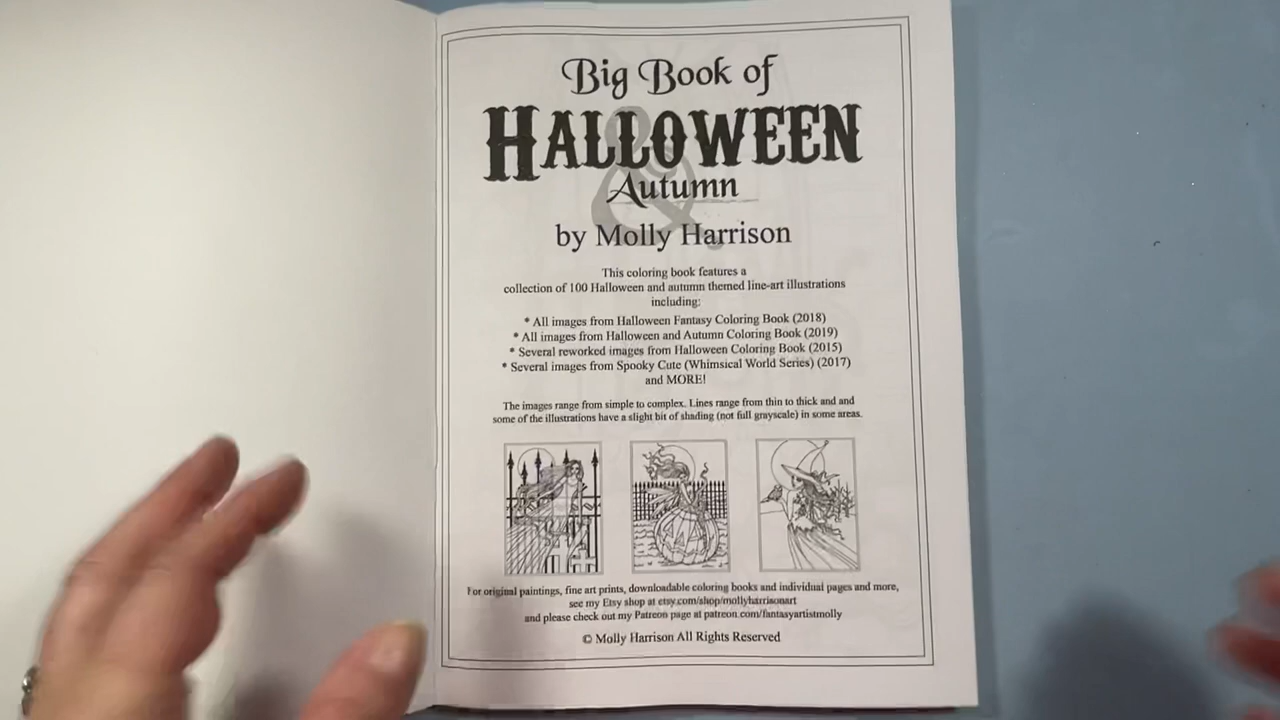 Big Book of
HALLOWEEN
&
Autumn
by Molly Harrison
This coloring book features a
collection of 100 Halloween and autumn themed line-art illustrations
including:
* All images from Halloween Fantasy Coloring Book (2018)
* All images from Halloween and Autumn Coloring Book (2019)
* Several reworked images from Halloween Coloring Book (2015)
* Several images from Spooky Cute (Whimsical World Series) (2017)
and MORE!
The images range from simple to complex. Lines range from thin to thick and and
some of the illustrations have a slight bit of shading (not full grayscale) in some areas.
For original paintings, fine art prints, downloadable coloring books and individual pages and more,
see my Etsy shop at etsy.com/shop/mollyharrisonart
and please check out my Patreon page at patreon.com/fantasyartistmolly
© Molly Harrison All Rights Reserved